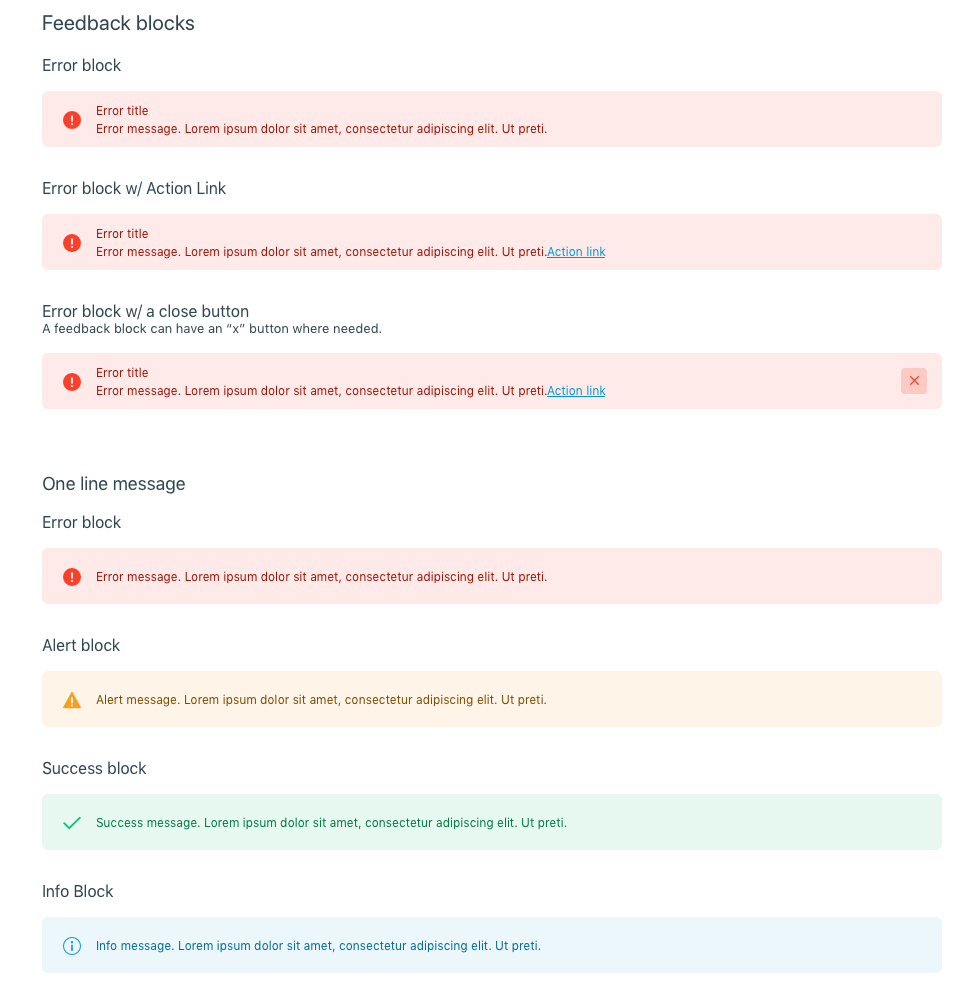 Feedback blocks
Error block
Error title
Error message. Lorem ipsum dolor sit amet, consectetur adipiscing elit. Ut preti.
Error block w/ Action Link
Error title
Error message. Lorem ipsum dolor sit amet, consectetur adipiscing elit. Ut preti.Action link
Error block w/ a close button
A feedback block can have an “x” button where needed.
Error title
Error message. Lorem ipsum dolor sit amet, consectetur adipiscing elit. Ut preti.Action link
One line message
Error block
Error message. Lorem ipsum dolor sit amet, consectetur adipiscing elit. Ut preti.
Alert block
Alert message. Lorem ipsum dolor sit amet, consectetur adipiscing elit. Ut preti.
Success block
Success message. Lorem ipsum dolor sit amet, consectetur adipiscing elit. Ut preti.
Info Block
Info message. Lorem ipsum dolor sit amet, consectetur adipiscing elit. Ut preti.